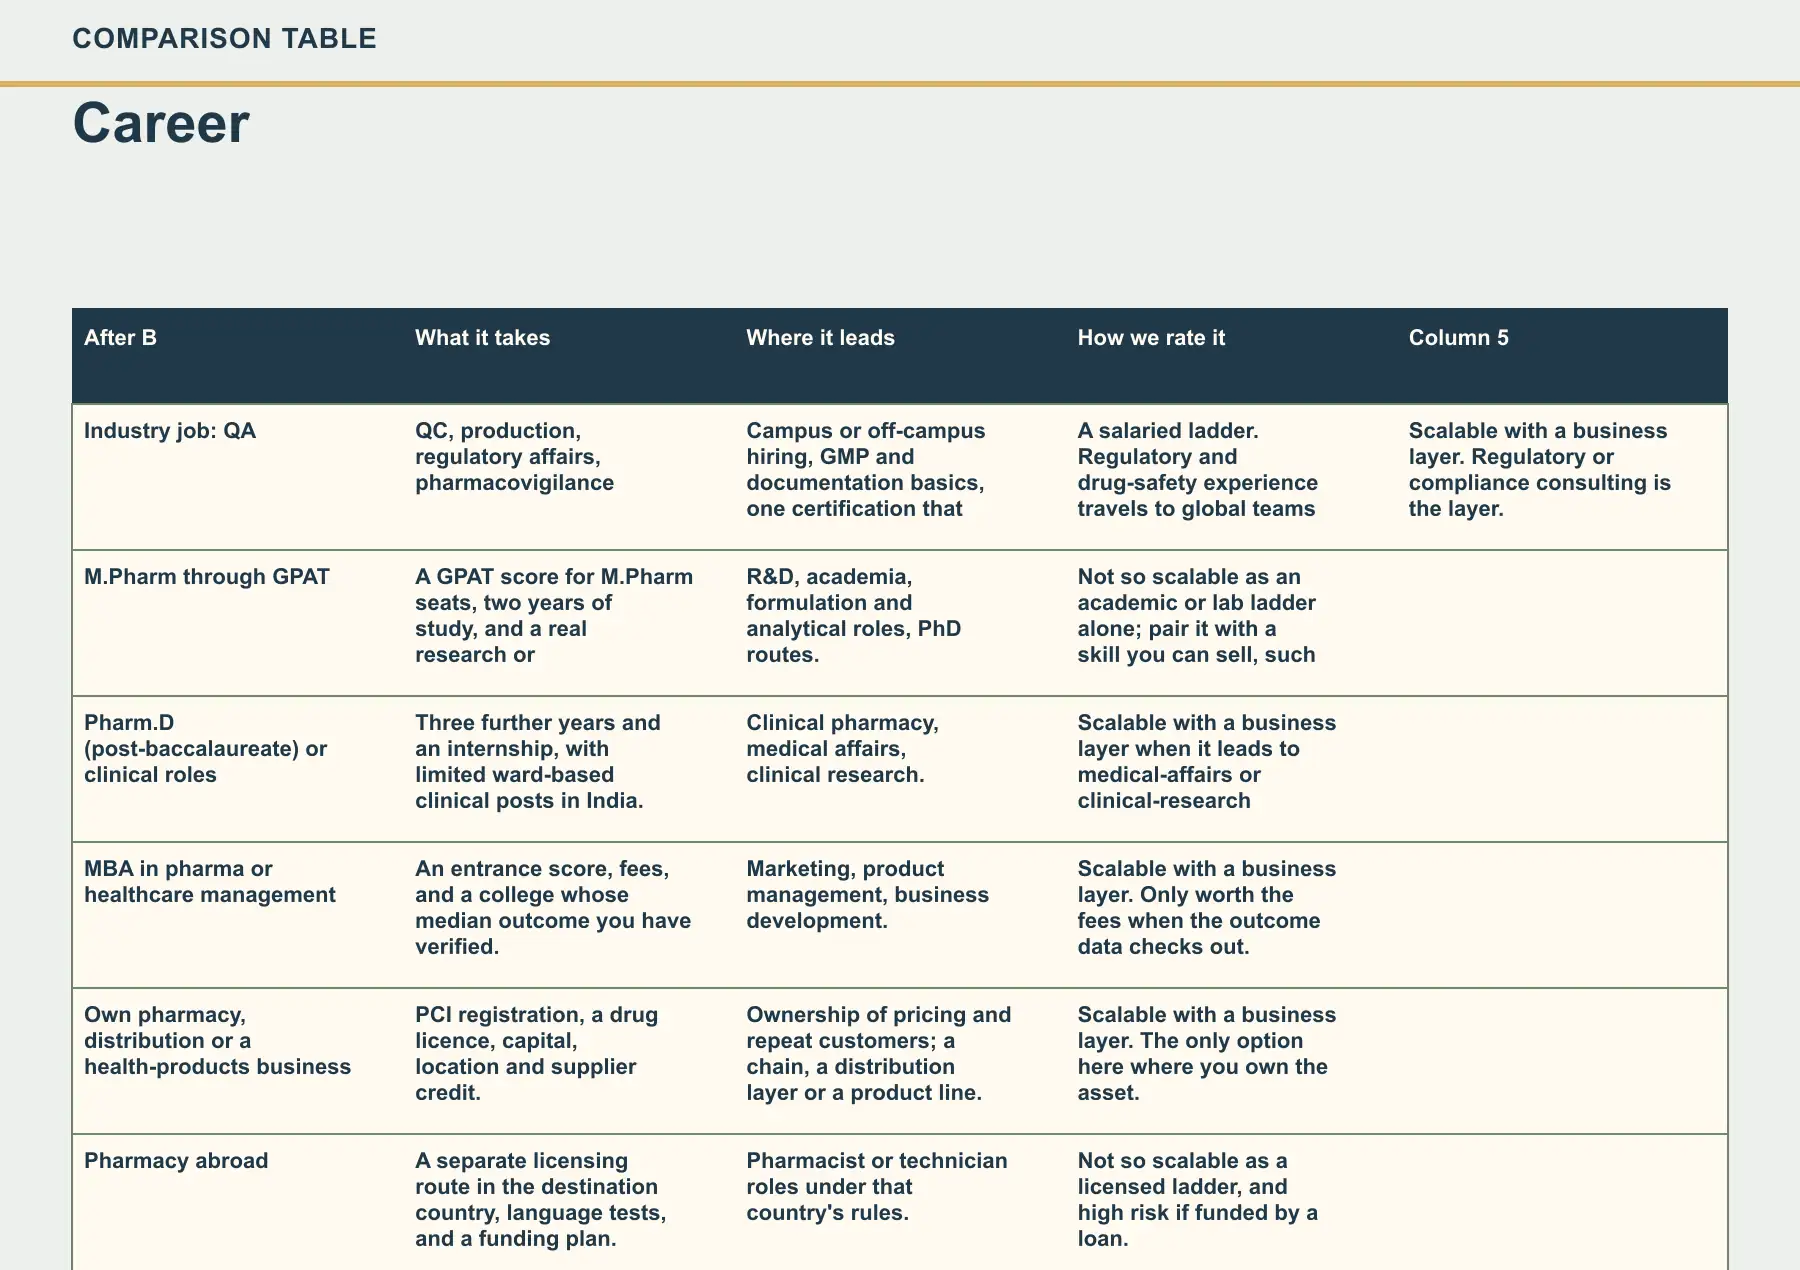 COMPARISON TABLE
Career
After B
What it takes
Where it leads
How we rate it
Column 5
Industry job: QA
QC, production,
regulatory affairs,
pharmacovigilance
Campus or off-campus
hiring, GMP and
documentation basics,
one certification that
A salaried ladder.
Regulatory and
drug-safety experience
travels to global teams
Scalable with a business
layer. Regulatory or
compliance consulting is
the layer.
M.Pharm through GPAT
A GPAT score for M.Pharm
seats, two years of
study, and a real
research or
R&D, academia,
formulation and
analytical roles, PhD
routes.
Not so scalable as an
academic or lab ladder
alone; pair it with a
skill you can sell, such
Pharm.D
(post-baccalaureate) or
clinical roles
Three further years and
an internship, with
limited ward-based
clinical posts in India.
Clinical pharmacy,
medical affairs,
clinical research.
Scalable with a business
layer when it leads to
medical-affairs or
clinical-research
MBA in pharma or
healthcare management
An entrance score, fees,
and a college whose
median outcome you have
verified.
Marketing, product
management, business
development.
Scalable with a business
layer. Only worth the
fees when the outcome
data checks out.
Own pharmacy,
distribution or a
health-products business
PCI registration, a drug
licence, capital,
location and supplier
credit.
Ownership of pricing and
repeat customers; a
chain, a distribution
layer or a product line.
Scalable with a business
layer. The only option
here where you own the
asset.
Pharmacy abroad
A separate licensing
route in the destination
country, language tests,
and a funding plan.
Pharmacist or technician
roles under that
country's rules.
Not so scalable as a
licensed ladder, and
high risk if funded by a
loan.